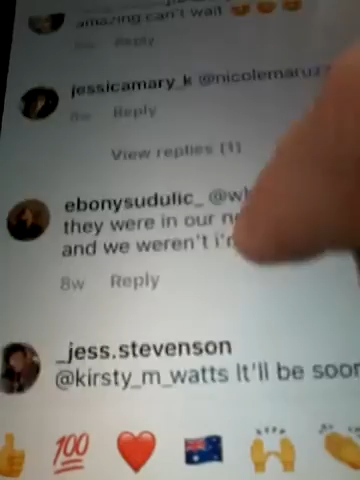 amazing can't wait
Reply
jessicamary_k @nicolemaruzz
8w Reply
View replies (1)
ebonysudulic_ @w
they were in our
and we weren't
8w Reply
_jess.stevenson
@kirsty_m_watts It'll be soon
💯